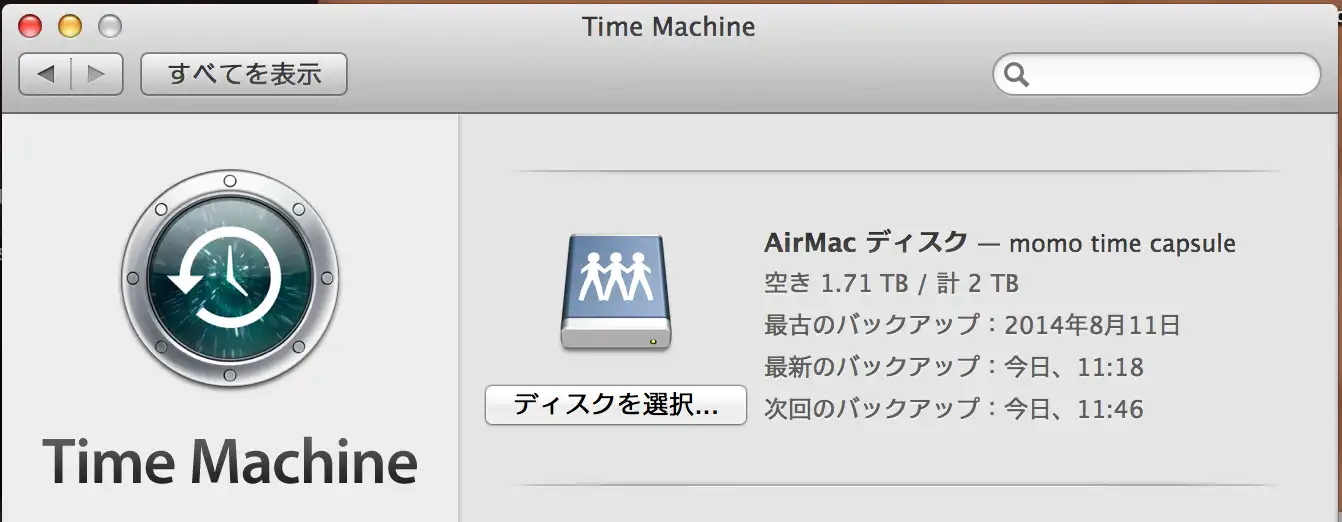 Time Machine
すべてを表示
AirMac ディスク — momo time capsule
空き 1.71 TB / 計 2 TB
最古のバックアップ：2014年8月11日
最新のバックアップ：今日、11:18
次回のバックアップ：今日、11:46
ディスクを選択...
Time Machine